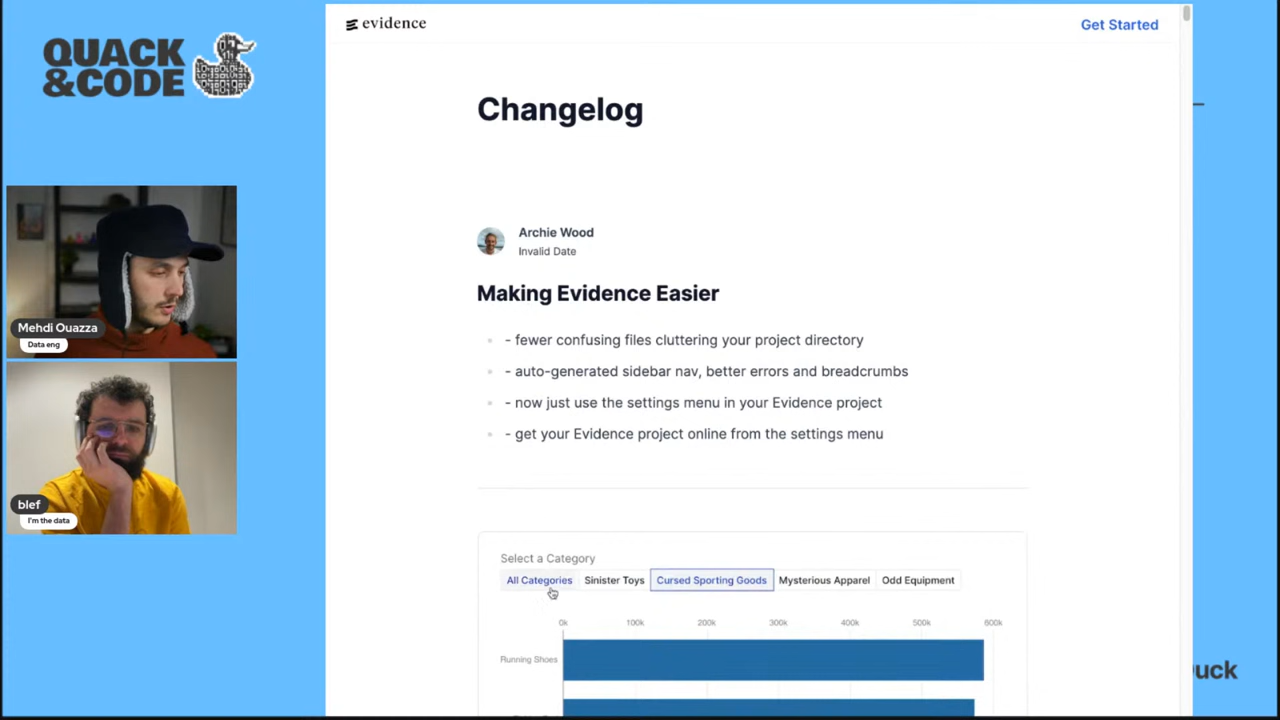 QUACK
&CODE
evidence
Get Started
Changelog
Archie Wood
Invalid Date
Making Evidence Easier
- fewer confusing files cluttering your project directory
- auto-generated sidebar nav, better errors and breadcrumbs
- now just use the settings menu in your Evidence project
- get your Evidence project online from the settings menu
Mehdi Ouazza
Data eng
blef
I'm the data
Select a Category
All Categories Sinister Toys Cursed Sporting Goods Mysterious Apparel Odd Equipment
0k 100k 200k 300k 400k 500k 600k
Running Shoes
uck